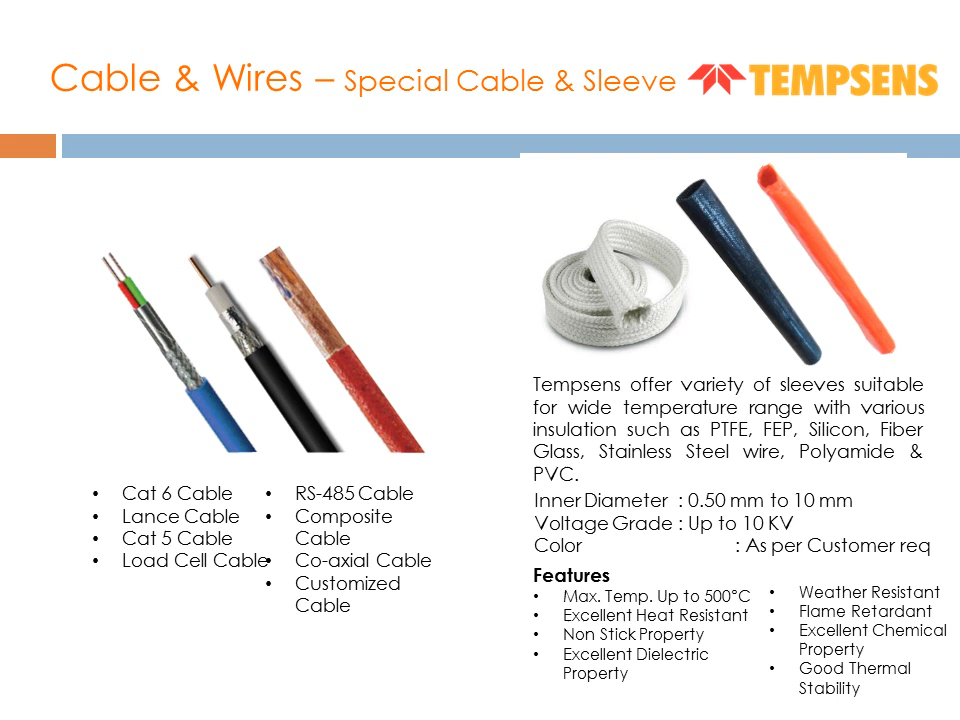 Cable & Wires – Special Cable & Sleeve
TEMPSENS
• Cat 6 Cable
• Lance Cable
• Cat 5 Cable
• Load Cell Cable
• RS-485 Cable
• Composite
Cable
• Co-axial Cable
• Customized
Cable
Tempsens offer variety of sleeves suitable
for wide temperature range with various
insulation such as PTFE, FEP, Silicon, Fiber
Glass, Stainless Steel wire, Polyamide &
PVC.
Inner Diameter : 0.50 mm to 10 mm
Voltage Grade : Up to 10 KV
Color : As per Customer req
Features
• Max. Temp. Up to 500°C
• Excellent Heat Resistant
• Non Stick Property
• Excellent Dielectric
Property
• Weather Resistant
• Flame Retardant
• Excellent Chemical
Property
• Good Thermal
Stability